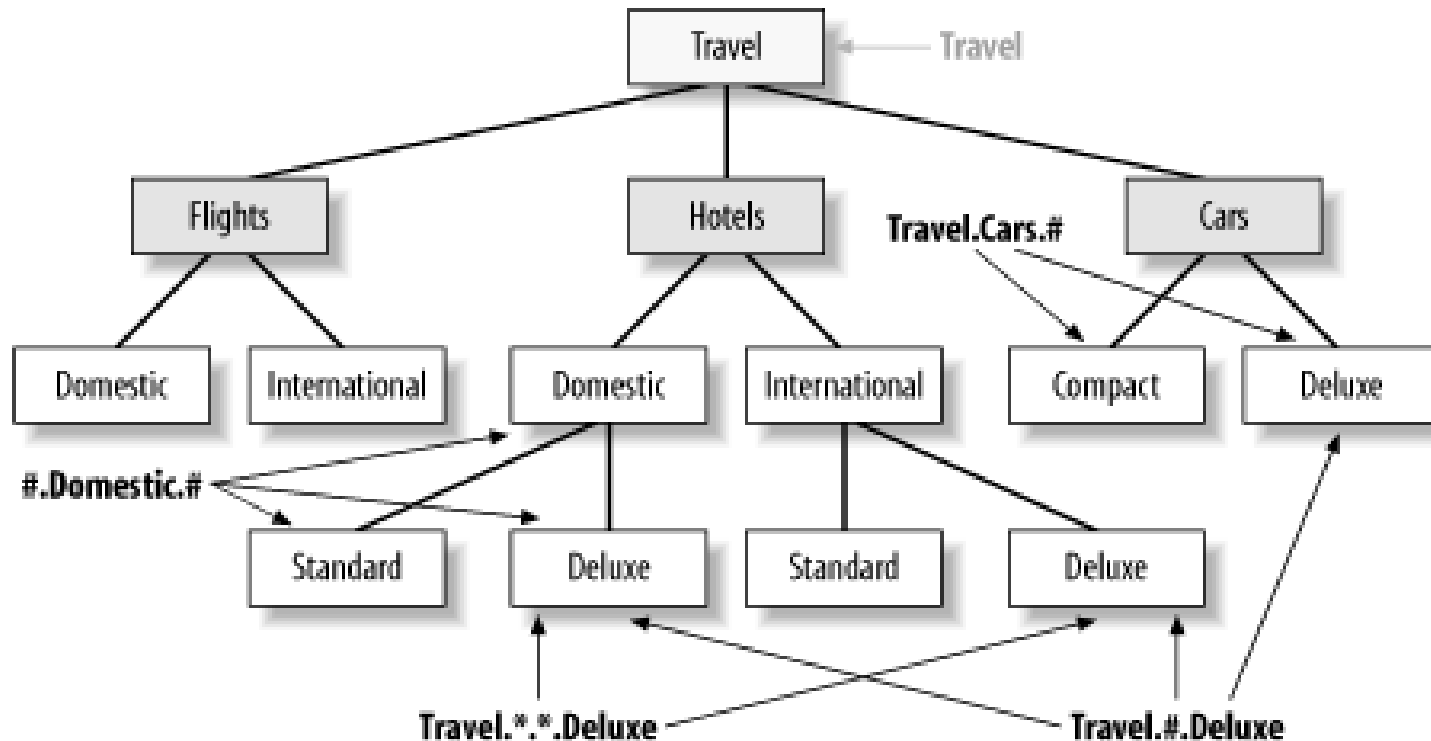 Travel
Travel
Flights
Hotels
Travel.Cars.#
Cars
Domestic
International
Domestic
International
Compact
Deluxe
#.Domestic.#
Standard
Deluxe
Standard
Deluxe
Travel.*.*.Deluxe
Travel.#.Deluxe